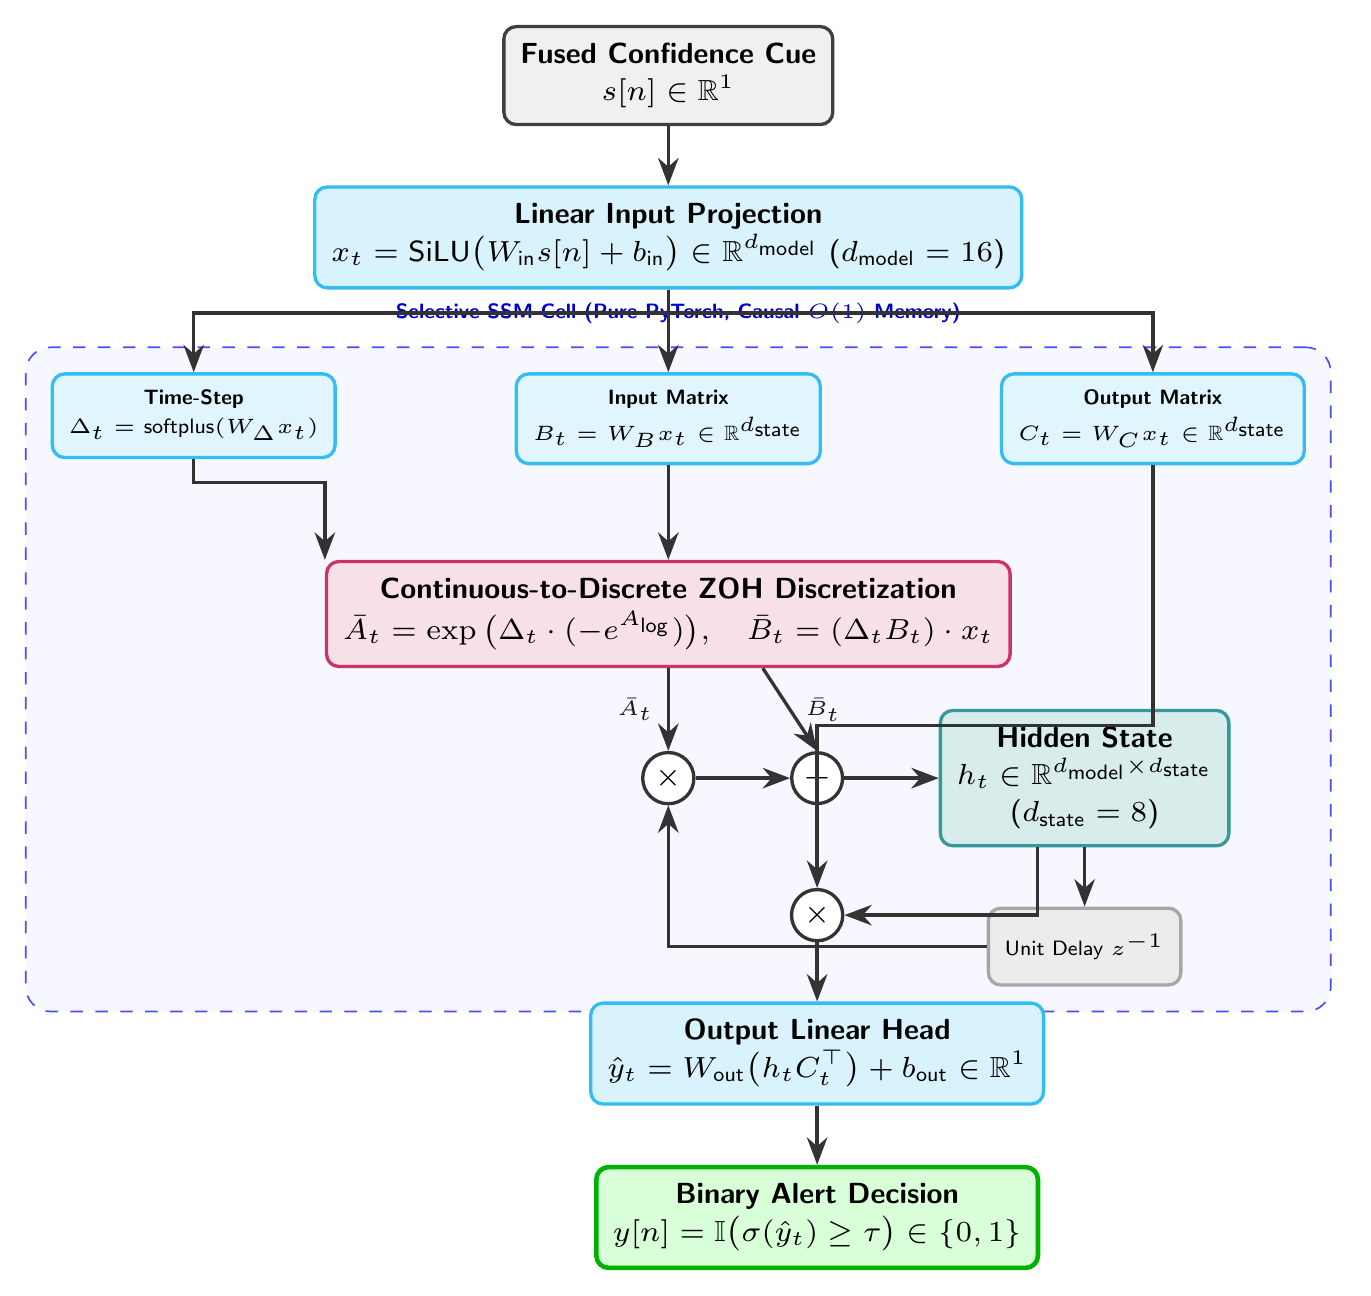 Fused Confidence Cue
s[n] ∈ ℝ¹
Linear Input Projection
x_t = SiLU(W_in s[n] + b_in) ∈ ℝ^{d_model} (d_model = 16)
Selective SSM Cell (Pure PyTorch, Causal O(1) Memory)
Time-Step
Δ_t = softplus(W_Δ x_t)
Input Matrix
B_t = W_B x_t ∈ ℝ^{d_state}
Output Matrix
C_t = W_C x_t ∈ ℝ^{d_state}
Continuous-to-Discrete ZOH Discretization
Ā_t = exp(Δ_t · (−e^{A_log})), B̄_t = (Δ_t B_t) · x_t
Ā_t
B̄_t
×
+
Hidden State
h_t ∈ ℝ^{d_model × d_state}
(d_state = 8)
×
Unit Delay z⁻¹
Output Linear Head
ŷ_t = W_out(h_t C_t^⊤) + b_out ∈ ℝ¹
Binary Alert Decision
y[n] = 𝕀(σ(ŷ_t) ≥ τ) ∈ {0, 1}